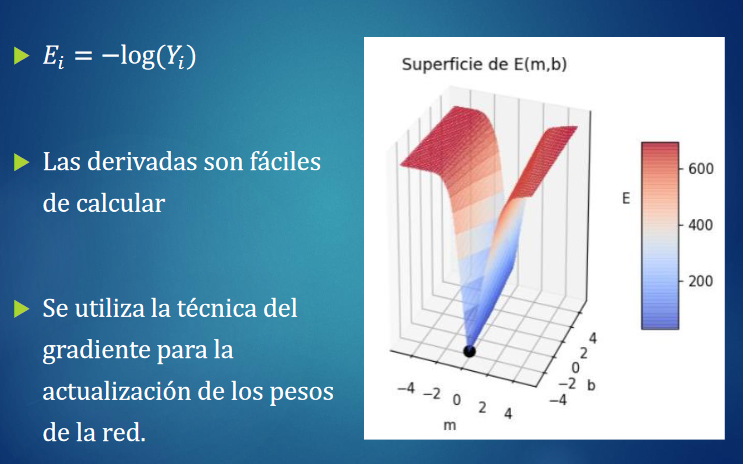 E_i = −log(Y_i)
Las derivadas son fáciles
de calcular
Se utiliza la técnica del
gradiente para la
actualización de los pesos
de la red.
Superficie de E(m,b)
E
600
400
200
−4 −2 0 2 4
m
−4 −2 0 2 4
b